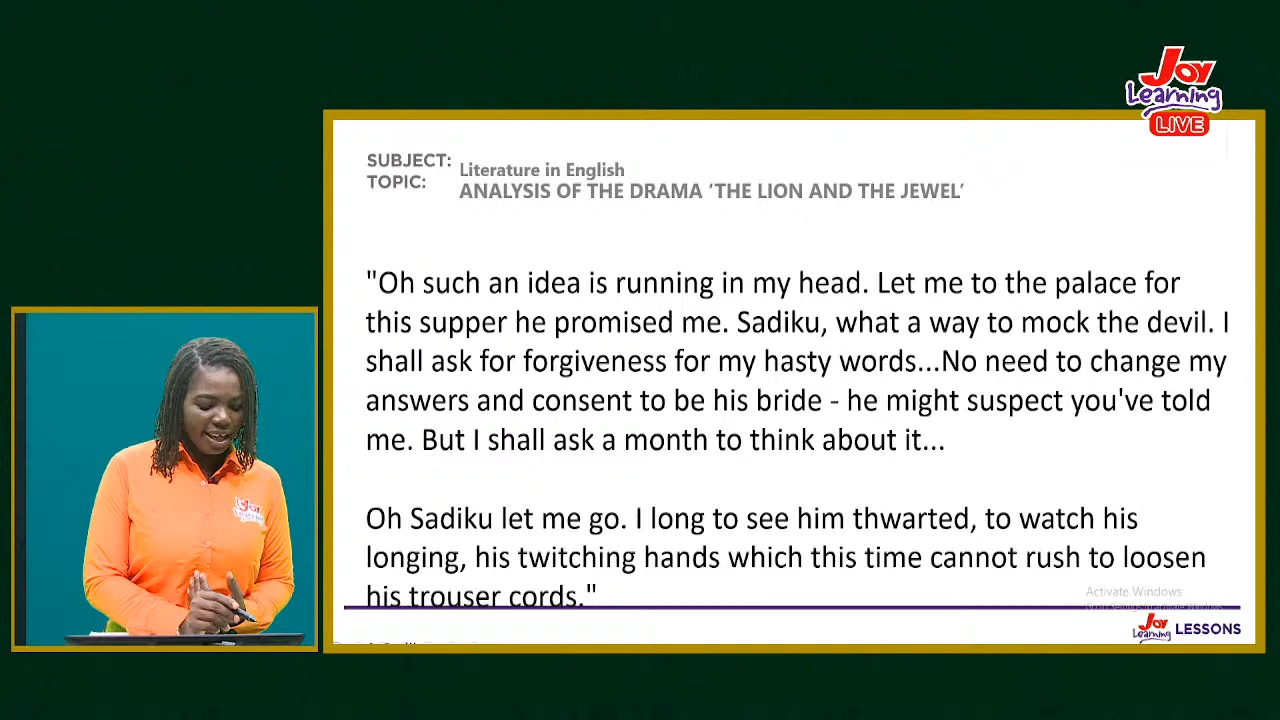 Joy
Learning
LIVE
SUBJECT: Literature in English
TOPIC: ANALYSIS OF THE DRAMA ‘THE LION AND THE JEWEL’
"Oh such an idea is running in my head. Let me to the palace for
this supper he promised me. Sadiku, what a way to mock the devil. I
shall ask for forgiveness for my hasty words...No need to change my
answers and consent to be his bride - he might suspect you've told
me. But I shall ask a month to think about it...
Oh Sadiku let me go. I long to see him thwarted, to watch his
longing, his twitching hands which this time cannot rush to loosen
his trouser cords."
Activate Windows
Joy
Learning LESSONS